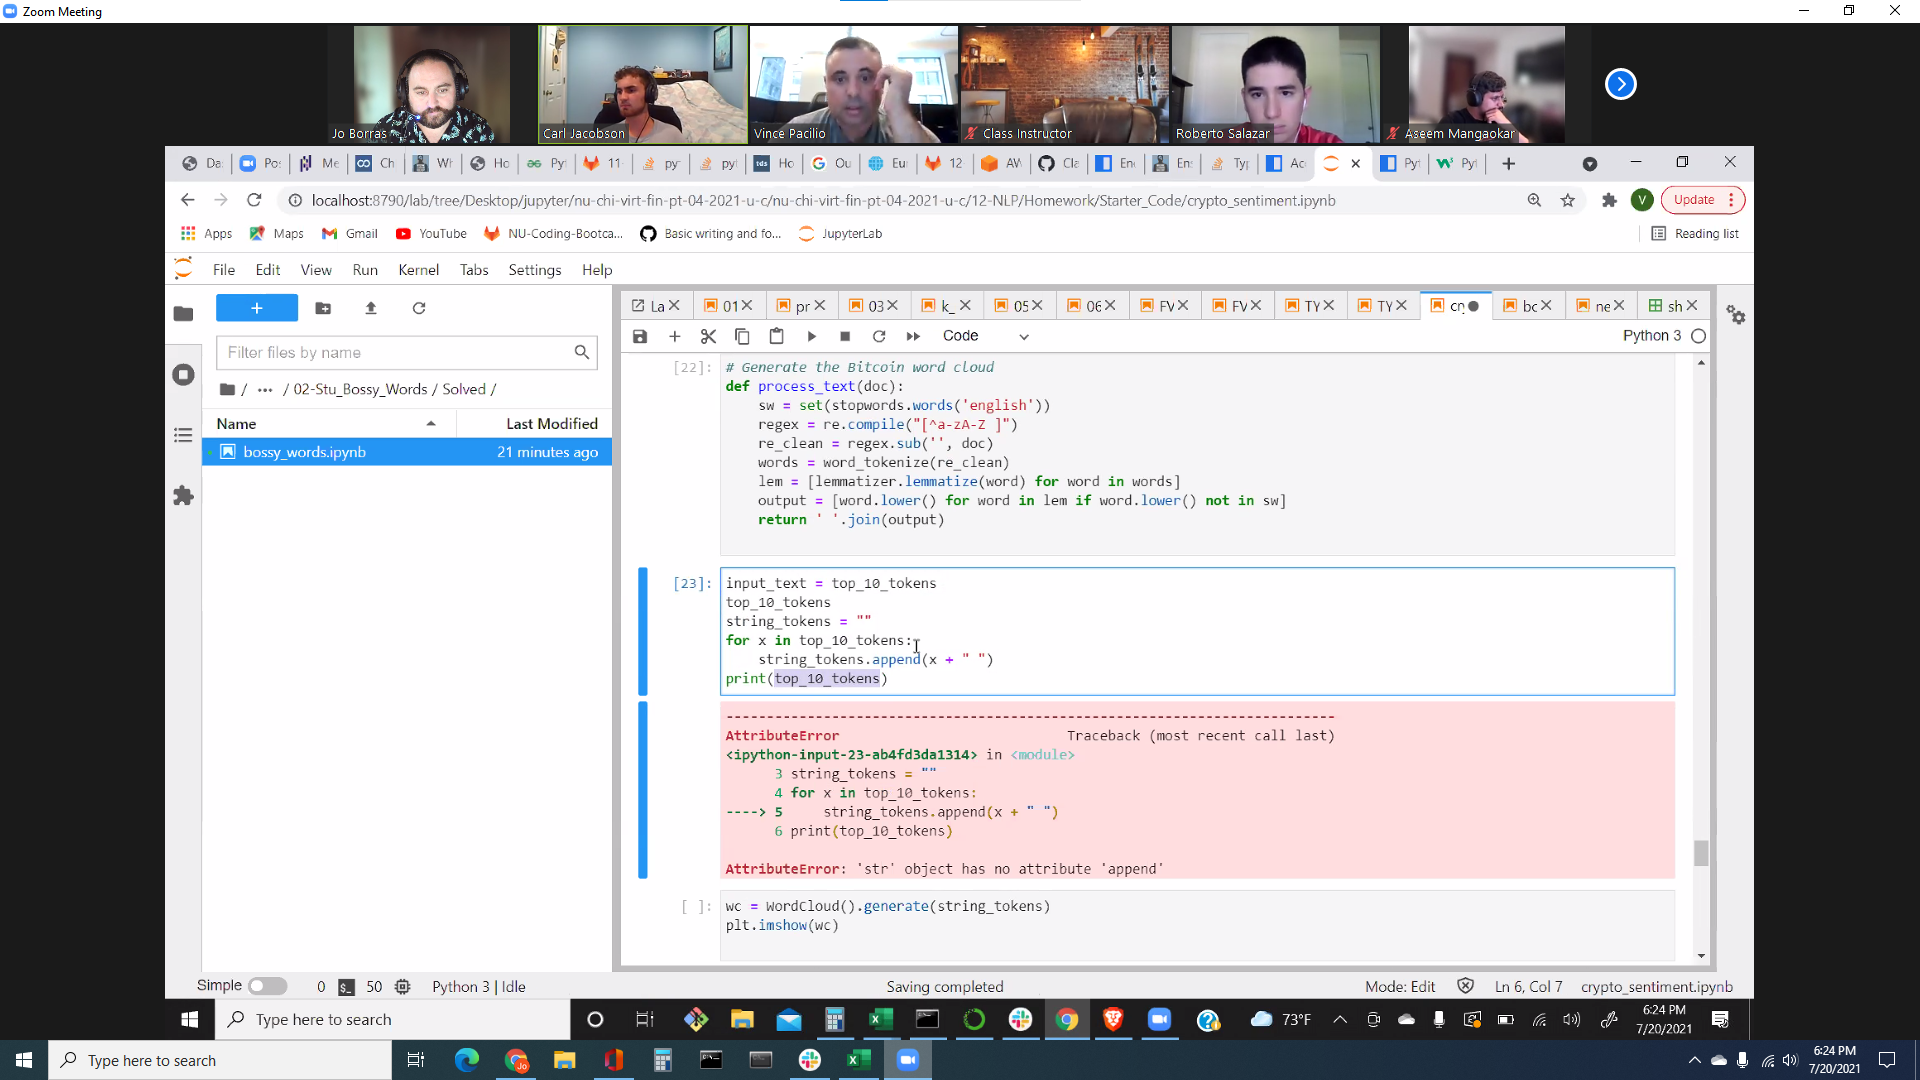 Zoom Meeting
Jo Borras
Carl Jacobson
Vince Pacilio
Class Instructor
Roberto Salazar
Aseem Mangaokar
Da
Po
Me
Ch
Wh
Ho
Pyt
11-
py
pyt
tds
Ho
Ou
Eur
12
AV
Cla
En
En
Typ
Ac
Pyt
Pyt
localhost:8790/lab/tree/Desktop/jupyter/nu-chi-virt-fin-pt-04-2021-u-c/nu-chi-virt-fin-pt-04-2021-u-c/12-NLP/Homework/Starter_Code/crypto_sentiment.ipynb
V
Update
Apps
Maps
Gmail
YouTube
NU-Coding-Bootca...
Basic writing and fo...
JupyterLab
Reading list
File Edit View Run Kernel Tabs Settings Help
La
01
pr
03
k_
05
06
FV
FV
TY
TY
cr
bc
ne
sh
Code
Python 3
Filter files by name
/ ··· / 02-Stu_Bossy_Words / Solved /
Name
Last Modified
bossy_words.ipynb
21 minutes ago
[22]:
# Generate the Bitcoin word cloud
def process_text(doc):
    sw = set(stopwords.words('english'))
    regex = re.compile("[^a-zA-Z ]")
    re_clean = regex.sub('', doc)
    words = word_tokenize(re_clean)
    lem = [lemmatizer.lemmatize(word) for word in words]
    output = [word.lower() for word in lem if word.lower() not in sw]
    return ' '.join(output)
[23]:
input_text = top_10_tokens
top_10_tokens
string_tokens = ""
for x in top_10_tokens:
    string_tokens.append(x + " ")
print(top_10_tokens)
---------------------------------------------------------------------------
AttributeError                            Traceback (most recent call last)
<ipython-input-23-ab4fd3da1314> in <module>
      3 string_tokens = ""
      4 for x in top_10_tokens:
----> 5     string_tokens.append(x + " ")
      6 print(top_10_tokens)
AttributeError: 'str' object has no attribute 'append'
[ ]:
wc = WordCloud().generate(string_tokens)
plt.imshow(wc)
Simple
0
50
Python 3 | Idle
Saving completed
Mode: Edit
Ln 6, Col 7
crypto_sentiment.ipynb
Type here to search
73°F
6:24 PM
7/20/2021
Type here to search
6:24 PM
7/20/2021